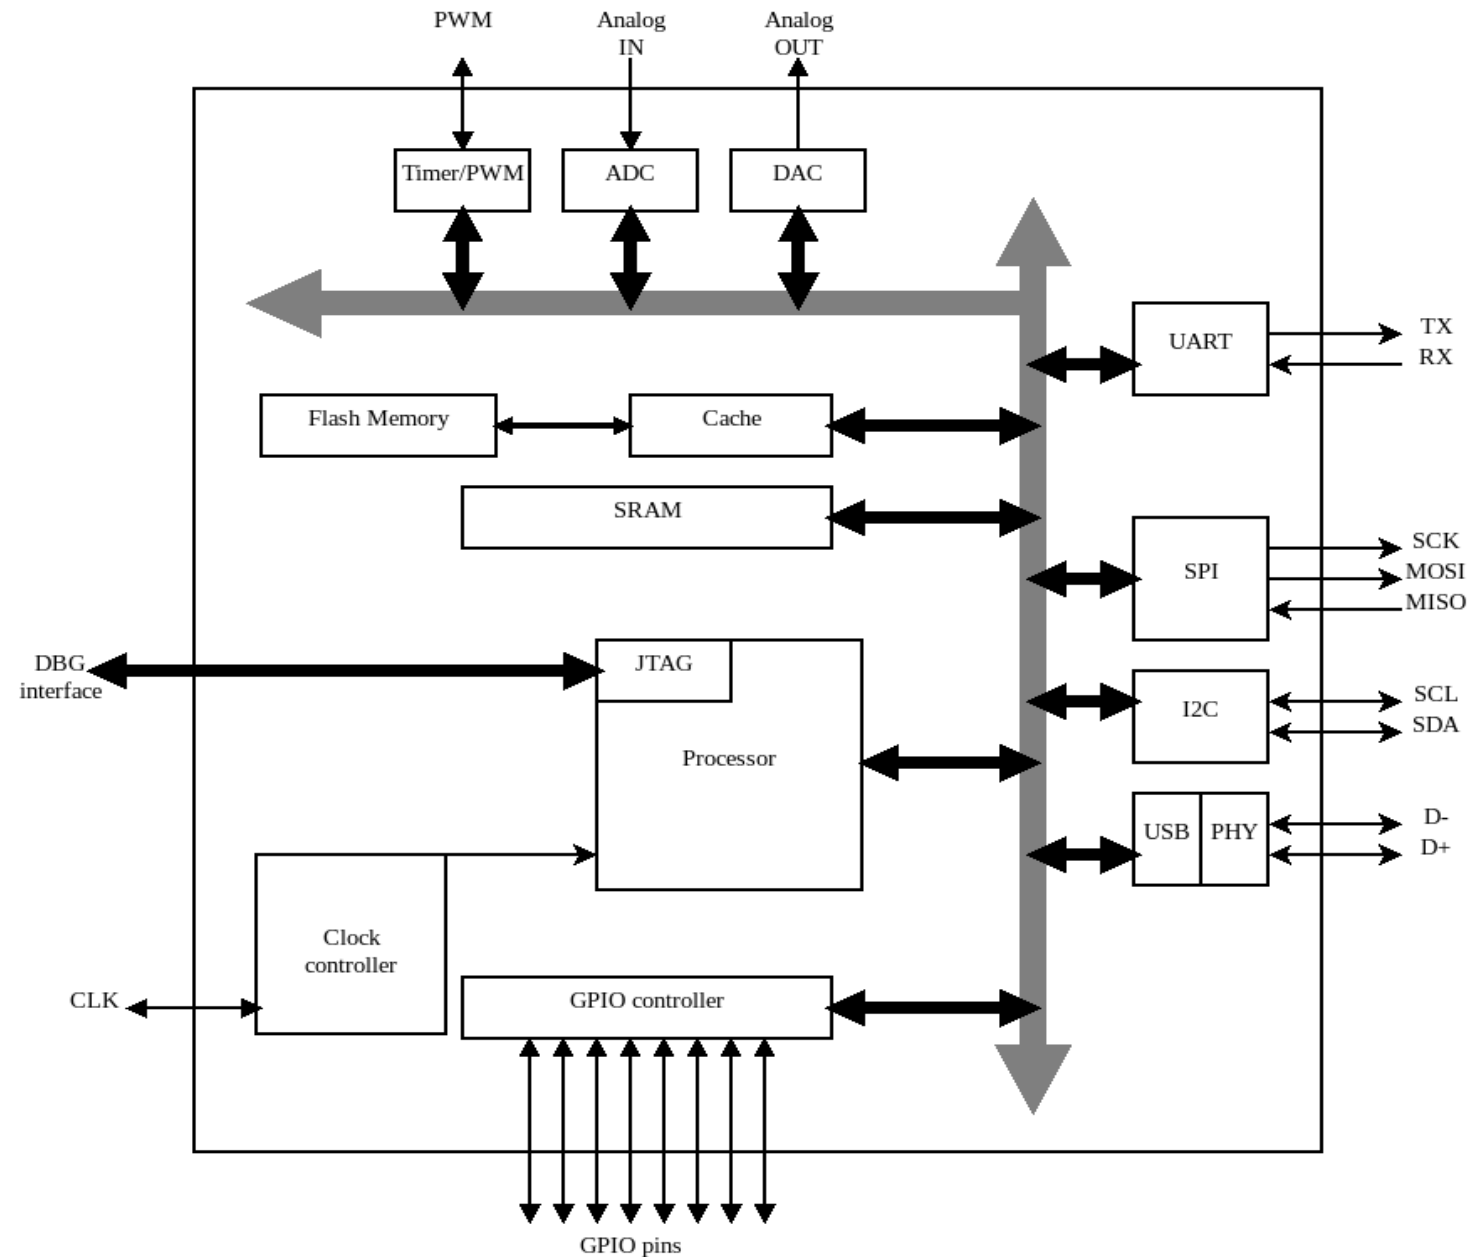 PWM
Analog
IN
Analog
OUT
Timer/PWM
ADC
DAC
UART
TX
RX
Flash Memory
Cache
SRAM
SPI
SCK
MOSI
MISO
DBG
interface
JTAG
Processor
I2C
SCL
SDA
USB
PHY
D-
D+
Clock
controller
CLK
GPIO controller
GPIO pins